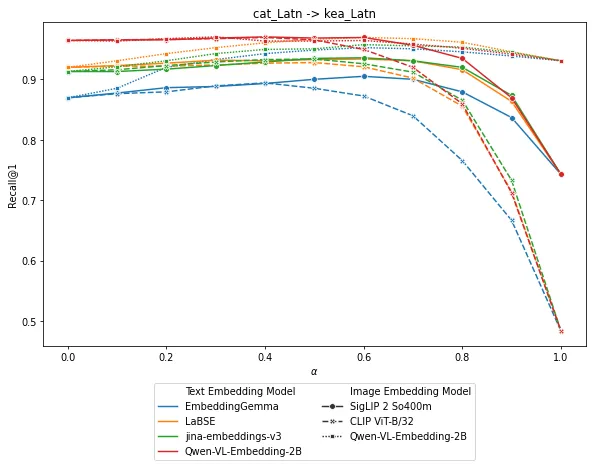 cat_Latn -> kea_Latn
Recall@1
0.9
0.8
0.7
0.6
0.5
0.0
0.2
0.4
0.6
0.8
1.0
α
Text Embedding Model
EmbeddingGemma
LaBSE
jina-embeddings-v3
Qwen-VL-Embedding-2B
Image Embedding Model
SigLIP 2 So400m
CLIP ViT-B/32
Qwen-VL-Embedding-2B